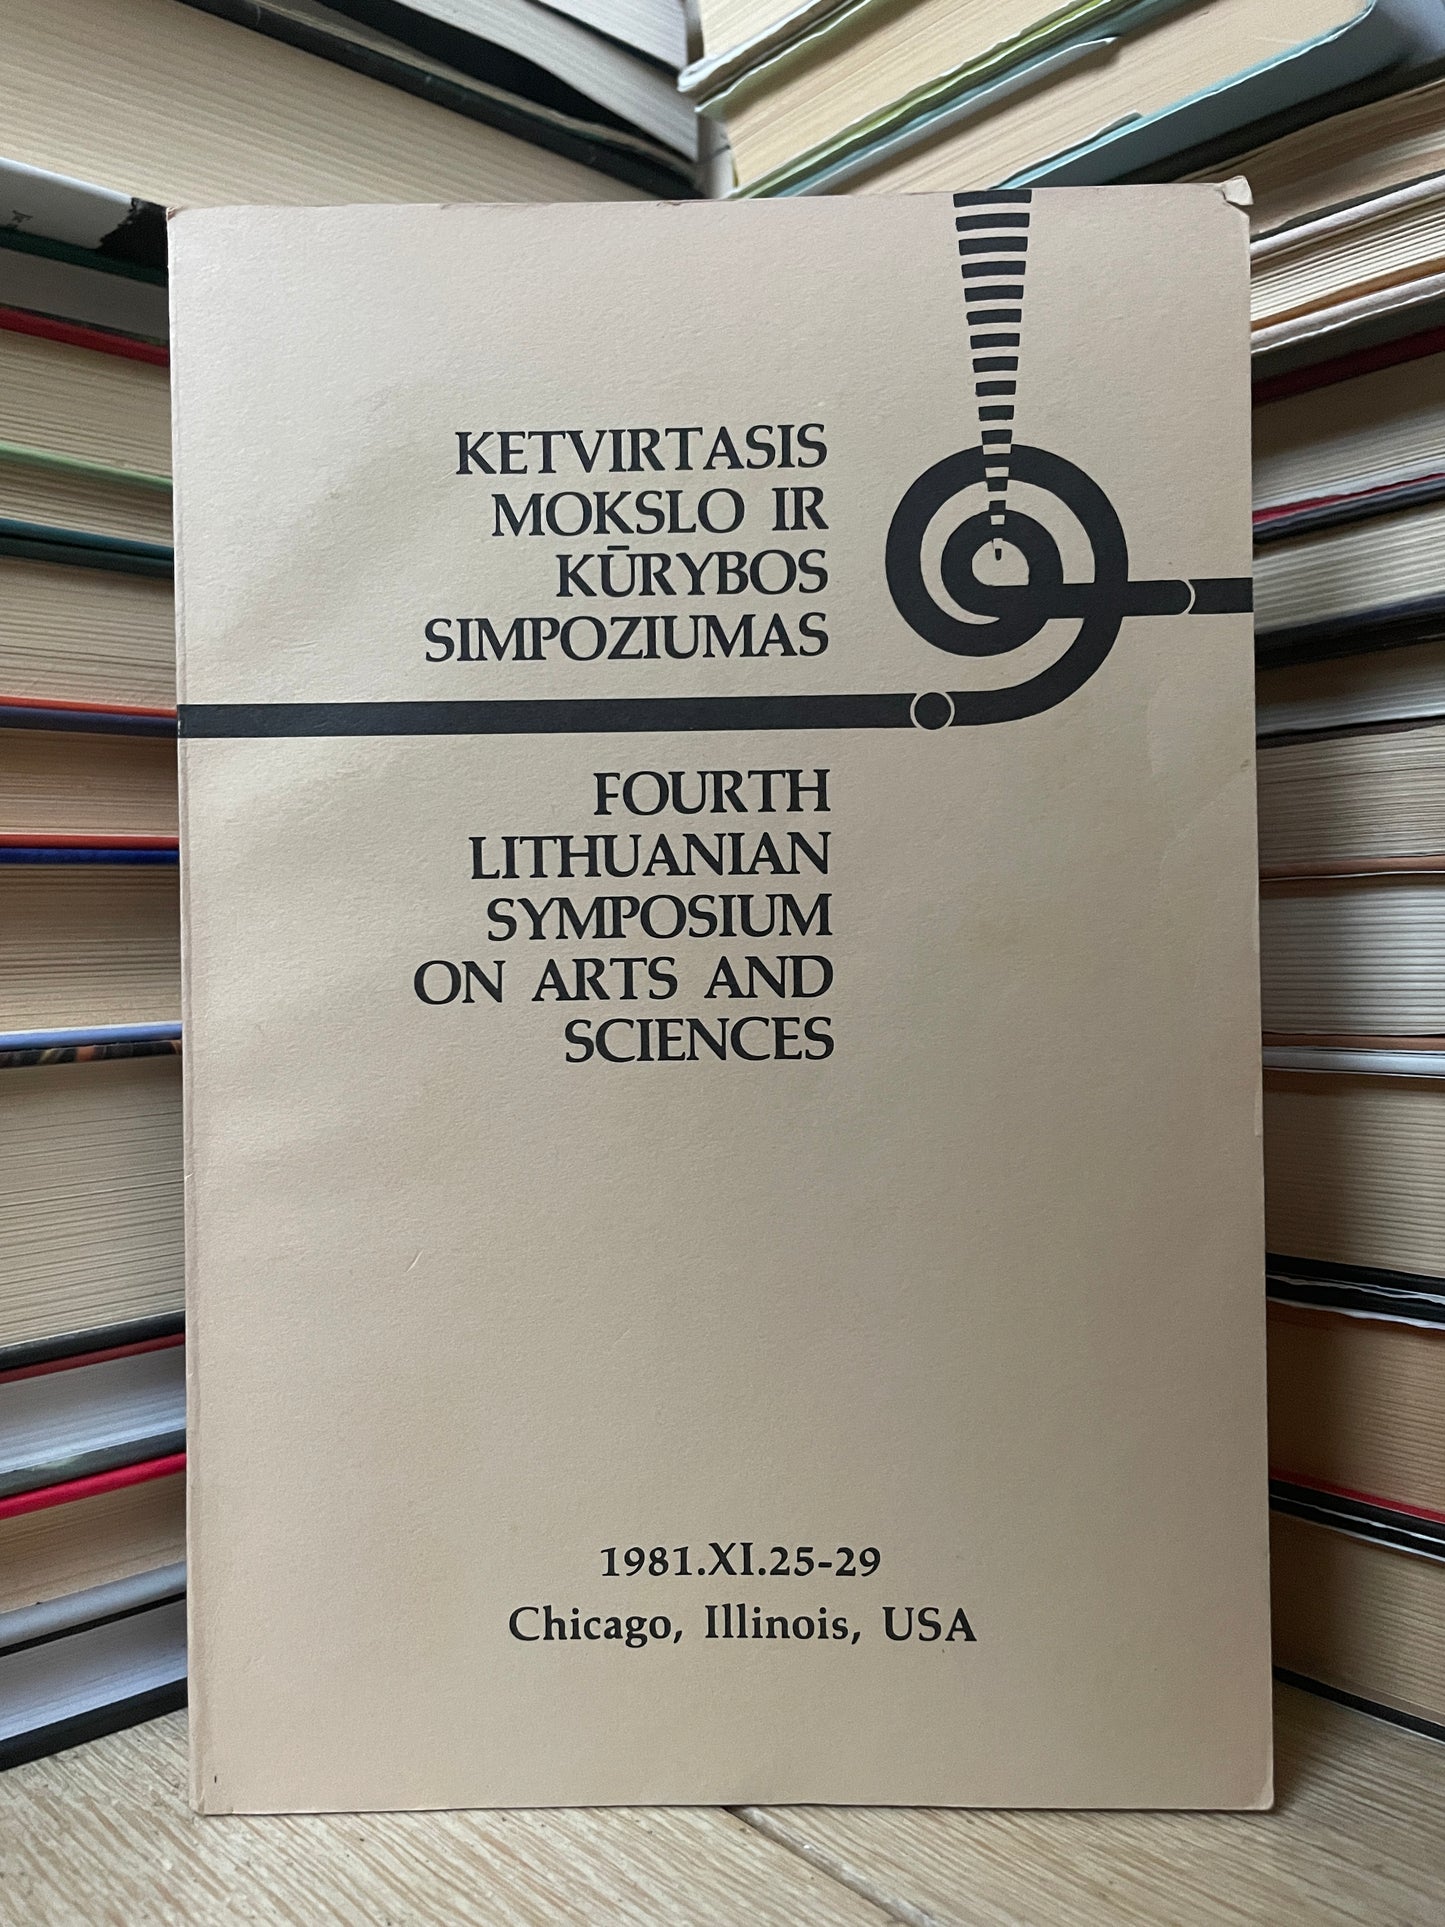 KETVIRTASIS
MOKSLO IR
KŪRYBOS
SIMPOZIUMAS
FOURTH
LITHUANIAN
SYMPOSIUM
ON ARTS AND
SCIENCES
1981.XI.25-29
Chicago, Illinois, USA